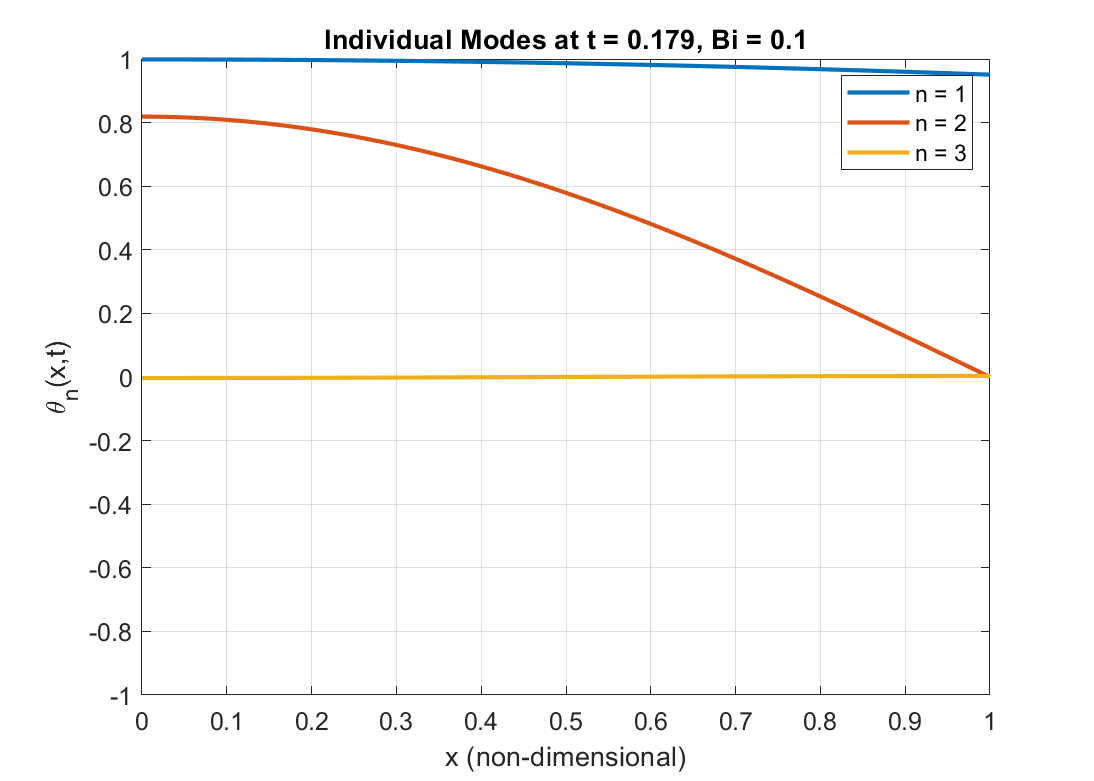 Individual Modes at t = 0.179, Bi = 0.1
n = 1
n = 2
n = 3
θn(x,t)
1
0.8
0.6
0.4
0.2
0
-0.2
-0.4
-0.6
-0.8
-1
0 0.1 0.2 0.3 0.4 0.5 0.6 0.7 0.8 0.9 1
x (non-dimensional)